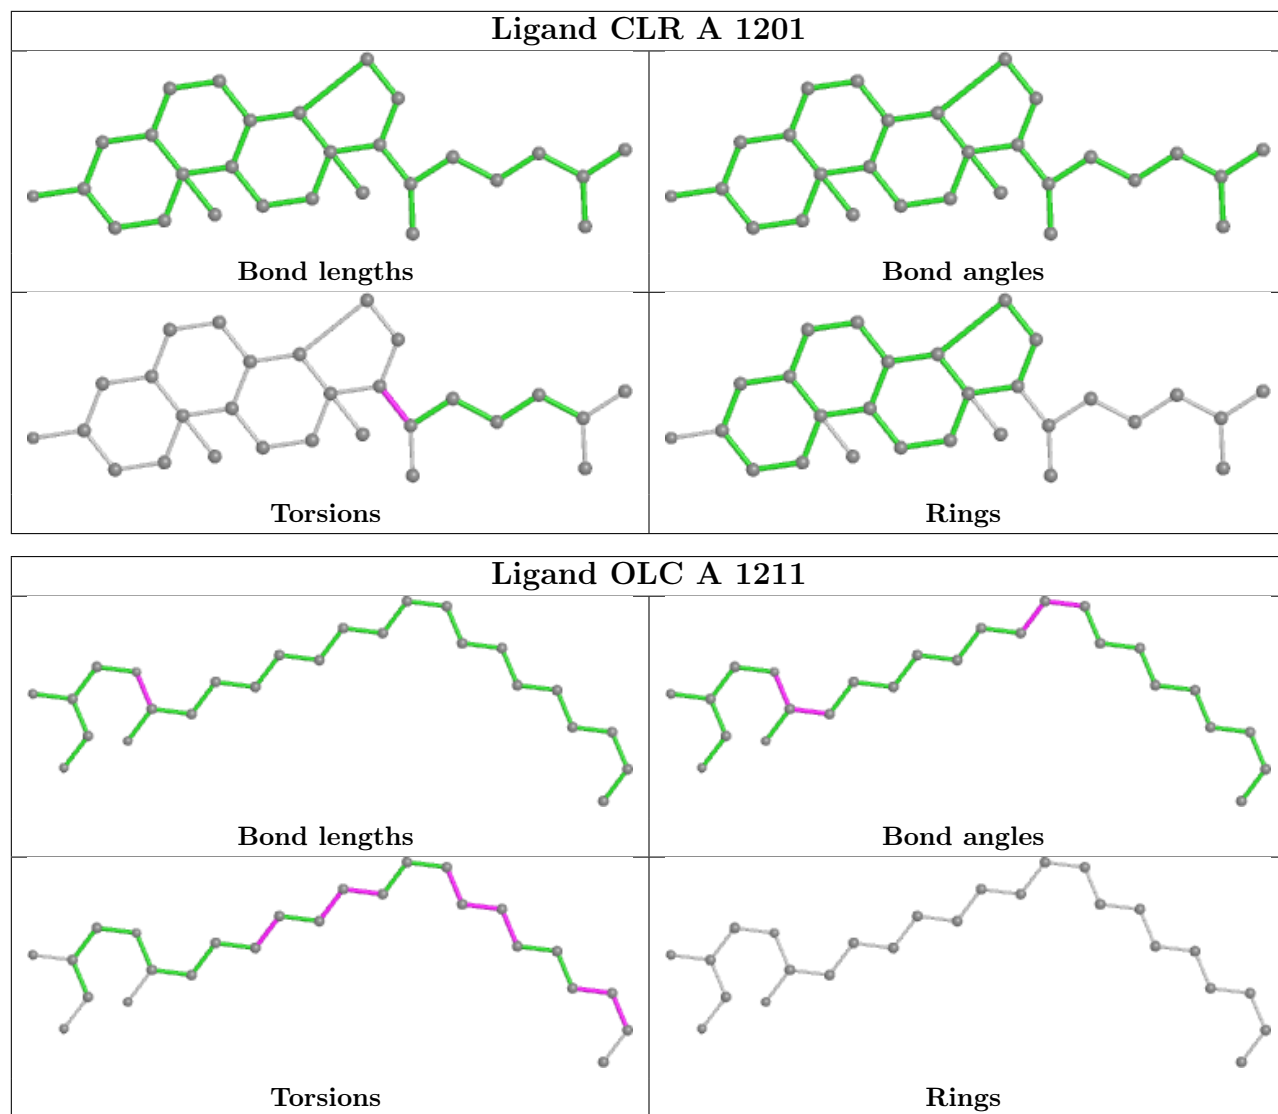 Ligand CLR A 1201
Bond lengths
Bond angles
Torsions
Rings
Ligand OLC A 1211
Bond lengths
Bond angles
Torsions
Rings